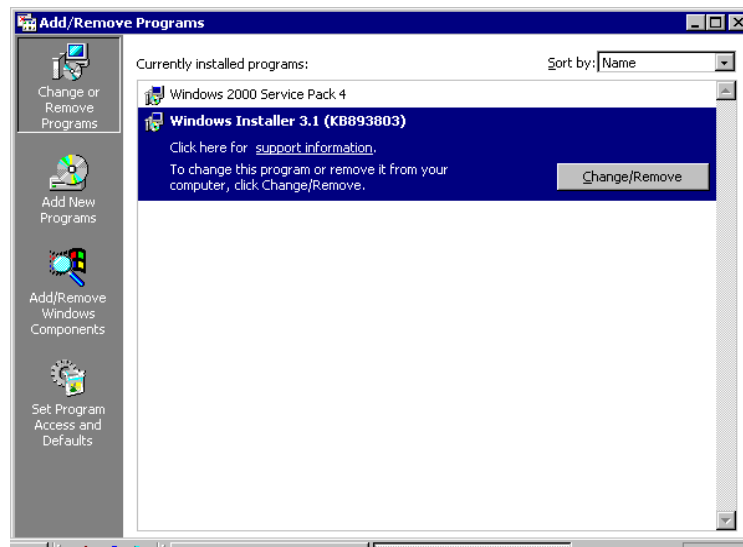 Add/Remove Programs
Change or
Remove
Programs
Add New
Programs
Add/Remove
Windows
Components
Set Program
Access and
Defaults
Currently installed programs:
Sort by: Name
Windows 2000 Service Pack 4
Windows Installer 3.1 (KB893803)
Click here for support information.
To change this program or remove it from your
computer, click Change/Remove.
Change/Remove